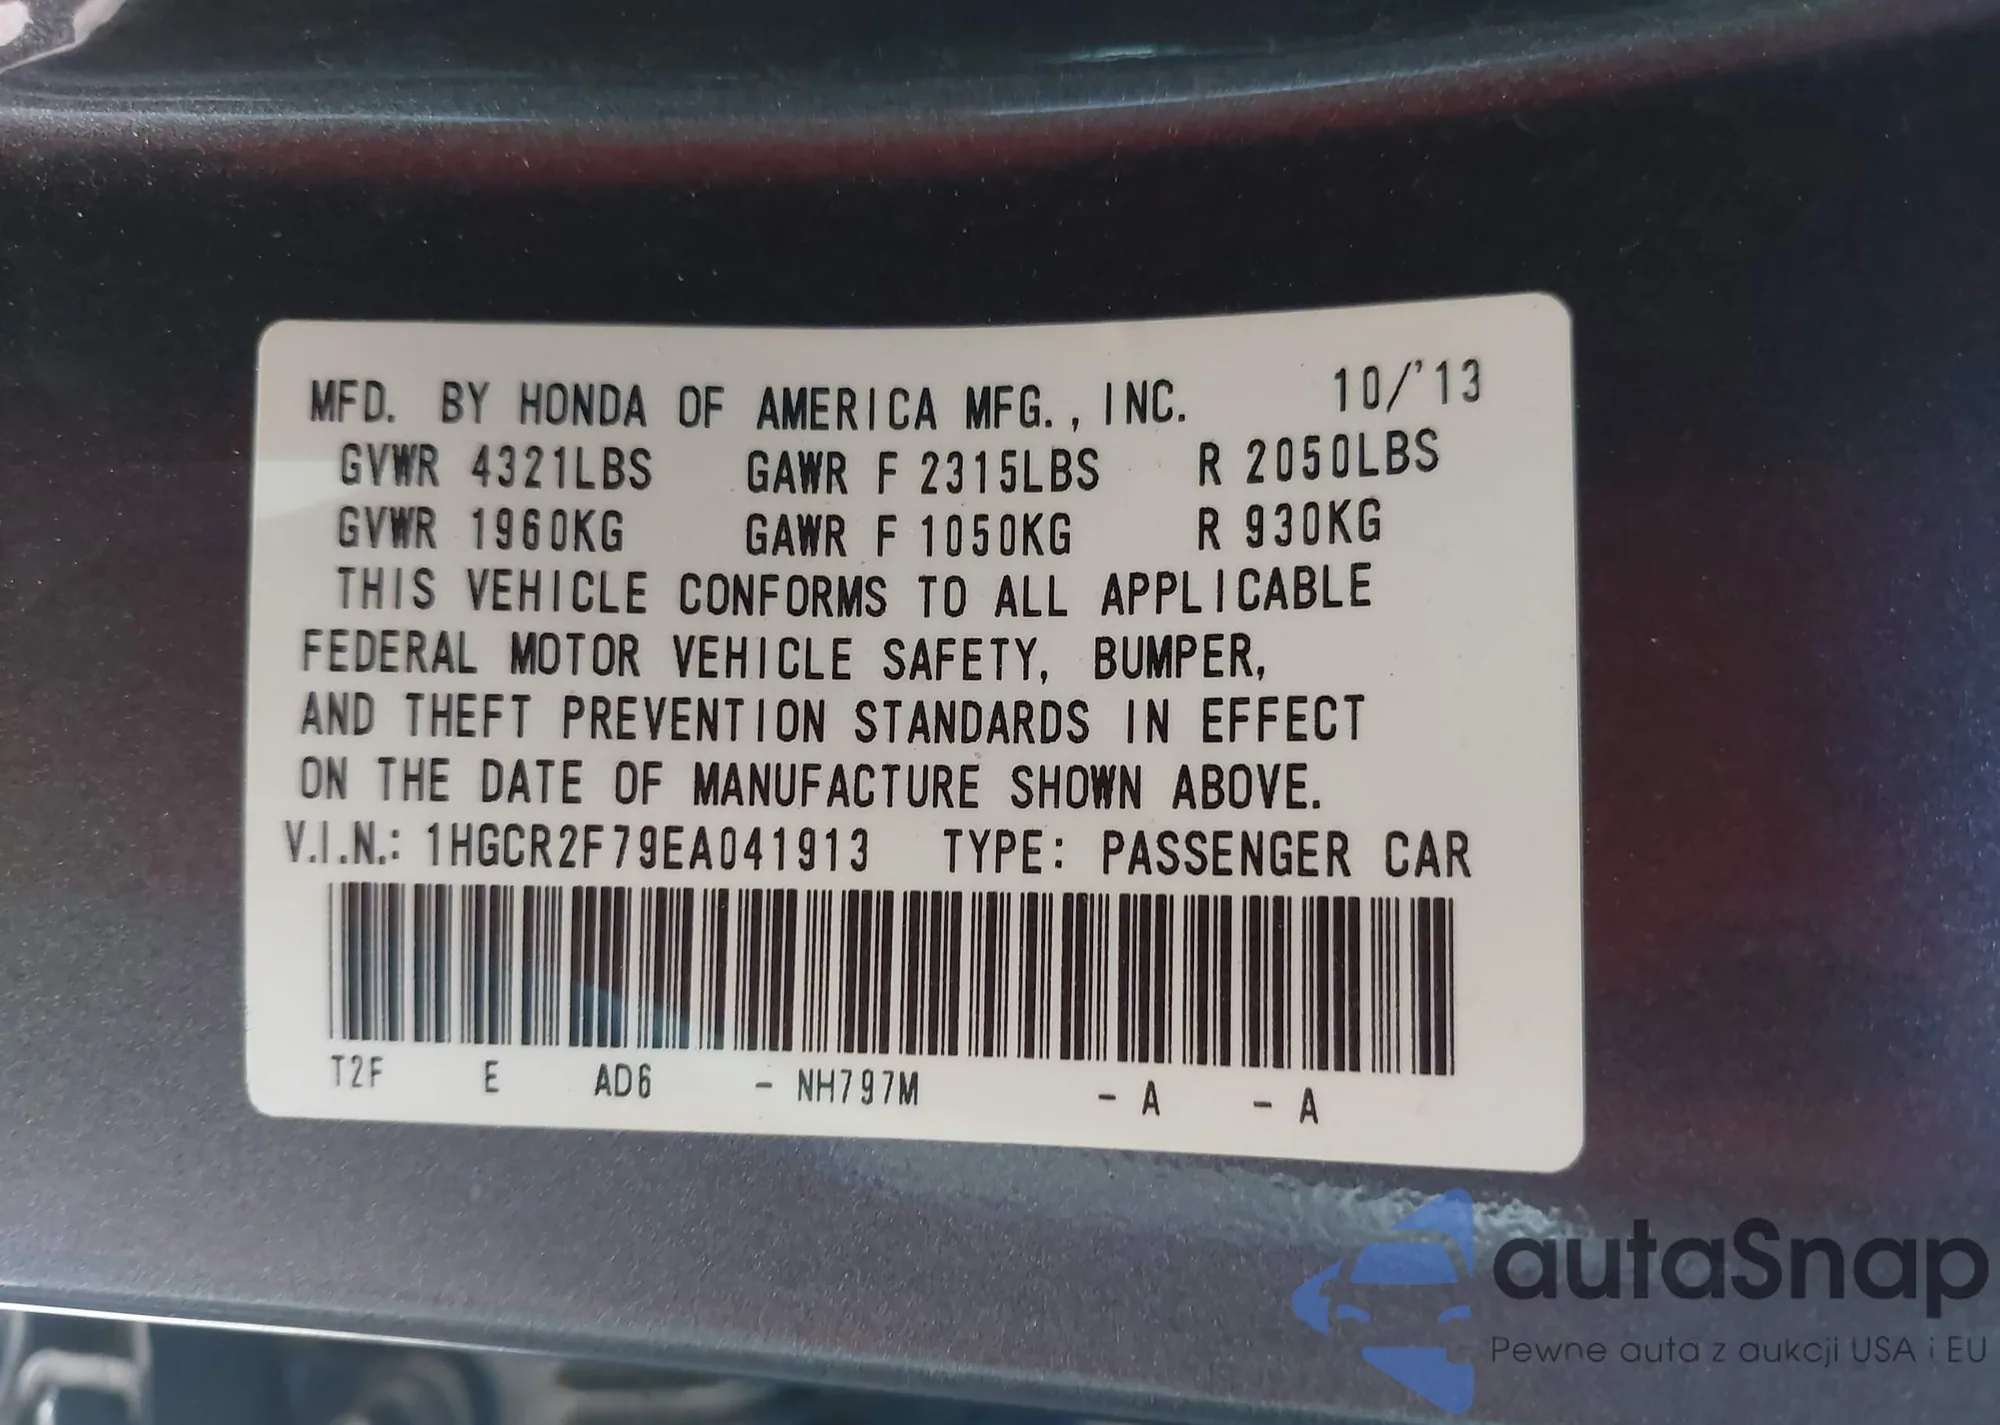 MFD. BY HONDA OF AMERICA MFG., INC. 10/'13
GVWR 4321LBS GAWR F 2315LBS R 2050LBS
GVWR 1960KG GAWR F 1050KG R 930KG
THIS VEHICLE CONFORMS TO ALL APPLICABLE
FEDERAL MOTOR VEHICLE SAFETY, BUMPER,
AND THEFT PREVENTION STANDARDS IN EFFECT
ON THE DATE OF MANUFACTURE SHOWN ABOVE.
V.I.N.: 1HGCR2F79EA041913 TYPE: PASSENGER CAR
T2F E AD6 - NH797M - A - A
autaSnap
Pewne auta z aukcji USA i EU